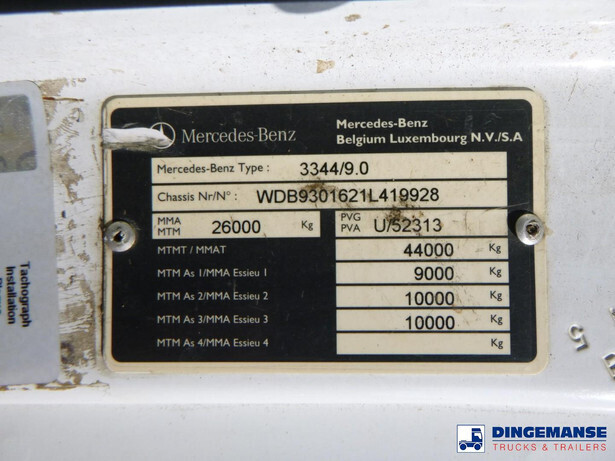 Mercedes-Benz
Mercedes-Benz
Belgium Luxembourg N.V./S.A
Mercedes-Benz Type : 3344/9.0
Chassis Nr/N° : WDB9301621L419928
MMA
MTM 26000 Kg
PVG
PVA U/52313
MTMT / MMAT 44000 Kg
MTM As 1/MMA Essieu 1 9000 Kg
MTM As 2/MMA Essieu 2 10000 Kg
MTM As 3/MMA Essieu 3 10000 Kg
MTM As 4/MMA Essieu 4 Kg
Tachograph
Installation
5
DINGEMANSE
TRUCKS & TRAILERS